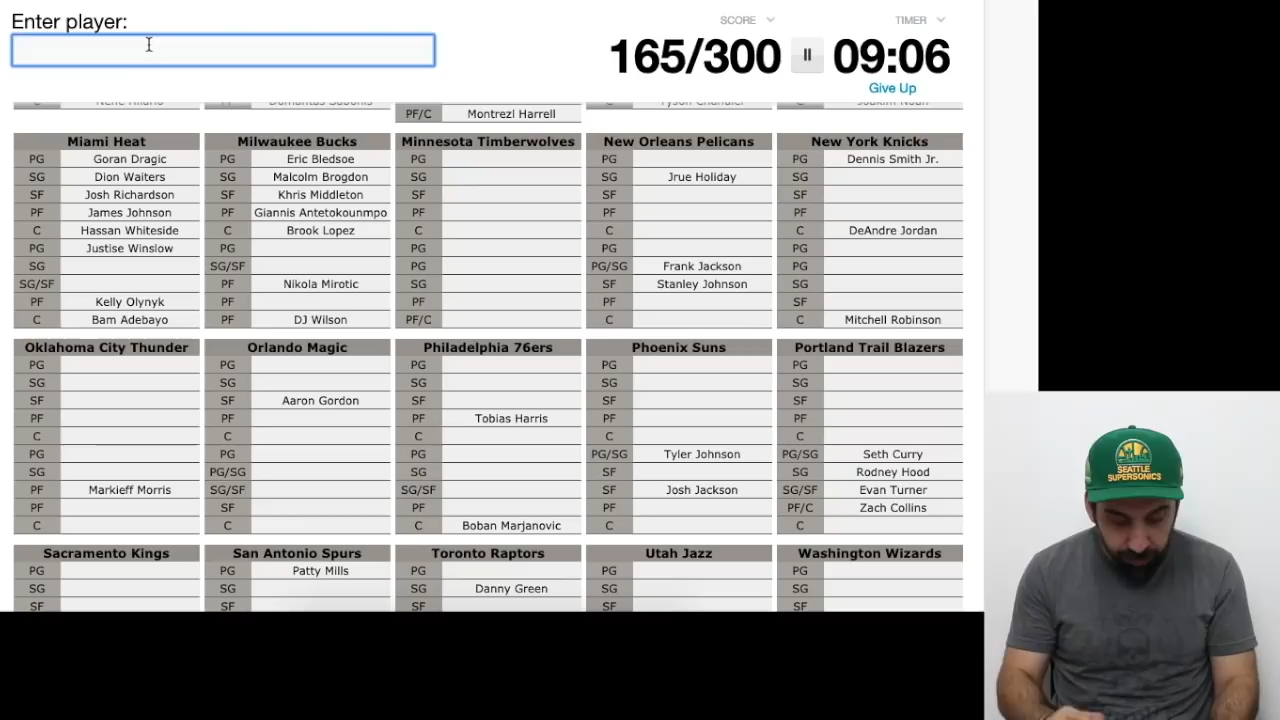 Enter player:
SCORE TIMER
165/300 09:06
Give Up
C Nene Hilario Domantas Sabonis Tyson Chandler C Joakim Noah
PF/C Montrezl Harrell
Miami Heat Milwaukee Bucks Minnesota Timberwolves New Orleans Pelicans New York Knicks
PG Goran Dragic PG Eric Bledsoe PG PG PG Dennis Smith Jr.
SG Dion Waiters SG Malcolm Brogdon SG SG Jrue Holiday SG
SF Josh Richardson SF Khris Middleton SF SF SF
PF James Johnson PF Giannis Antetokounmpo PF PF PF
C Hassan Whiteside C Brook Lopez C C C DeAndre Jordan
PG Justise Winslow PG PG PG PG
SG SG/SF PG PG/SG Frank Jackson PG
SG/SF PF Nikola Mirotic SG SF Stanley Johnson SG
PF Kelly Olynyk PF PF PF SF
C Bam Adebayo PF DJ Wilson PF/C C C Mitchell Robinson
Oklahoma City Thunder Orlando Magic Philadelphia 76ers Phoenix Suns Portland Trail Blazers
PG PG PG PG PG
SG SG SG SG SG
SF SF Aaron Gordon SF SF SF
PF PF PF Tobias Harris PF PF
C C C C C
PG PG PG PG/SG Tyler Johnson PG/SG Seth Curry
SG PG/SG SG SF SG Rodney Hood
PF Markieff Morris SG/SF SG/SF SF Josh Jackson SG/SF Evan Turner
PF SF PF PF PF/C Zach Collins
C C C Boban Marjanovic C C
Sacramento Kings San Antonio Spurs Toronto Raptors Utah Jazz Washington Wizards
PG PG Patty Mills PG PG PG
SG SG SG Danny Green SG SG
SF SF SF SF SF
SEATTLE
SUPERSONICS